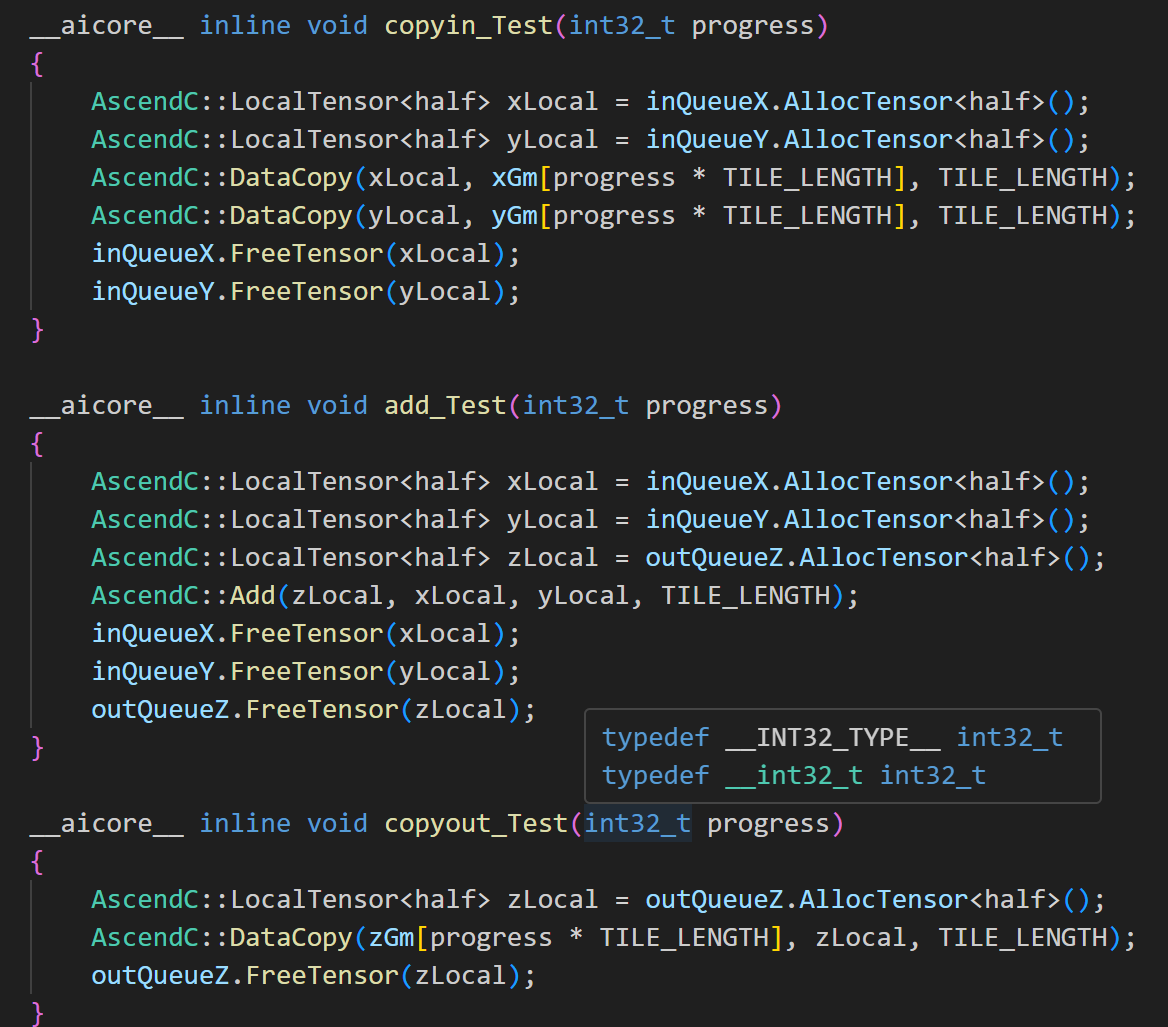 __aicore__ inline void copyin_Test(int32_t progress)
{
    AscendC::LocalTensor<half> xLocal = inQueueX.AllocTensor<half>();
    AscendC::LocalTensor<half> yLocal = inQueueY.AllocTensor<half>();
    AscendC::DataCopy(xLocal, xGm[progress * TILE_LENGTH], TILE_LENGTH);
    AscendC::DataCopy(yLocal, yGm[progress * TILE_LENGTH], TILE_LENGTH);
    inQueueX.FreeTensor(xLocal);
    inQueueY.FreeTensor(yLocal);
}

__aicore__ inline void add_Test(int32_t progress)
{
    AscendC::LocalTensor<half> xLocal = inQueueX.AllocTensor<half>();
    AscendC::LocalTensor<half> yLocal = inQueueY.AllocTensor<half>();
    AscendC::LocalTensor<half> zLocal = outQueueZ.AllocTensor<half>();
    AscendC::Add(zLocal, xLocal, yLocal, TILE_LENGTH);
    inQueueX.FreeTensor(xLocal);
    inQueueY.FreeTensor(yLocal);
    outQueueZ.FreeTensor(zLocal);
}
typedef __INT32_TYPE__ int32_t
typedef __int32_t int32_t

__aicore__ inline void copyout_Test(int32_t progress)
{
    AscendC::LocalTensor<half> zLocal = outQueueZ.AllocTensor<half>();
    AscendC::DataCopy(zGm[progress * TILE_LENGTH], zLocal, TILE_LENGTH);
    outQueueZ.FreeTensor(zLocal);
}